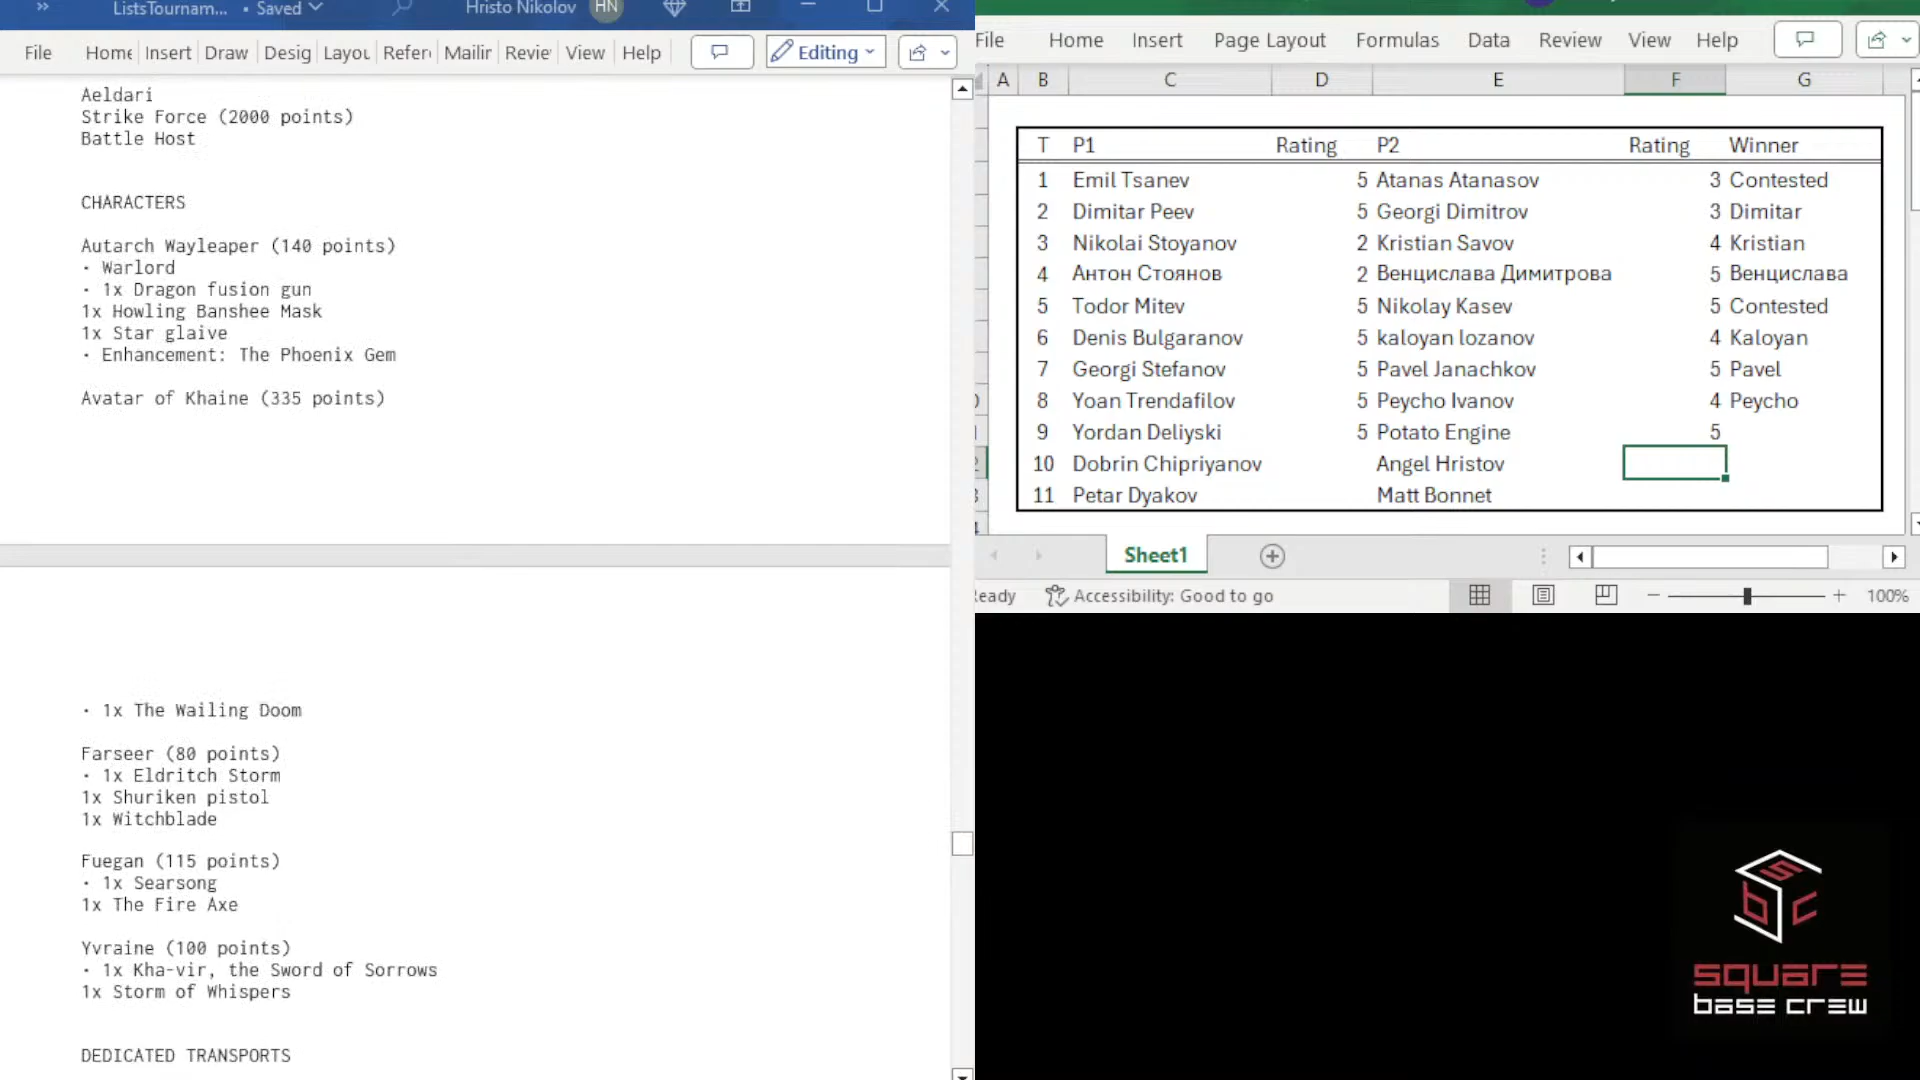 ListsTournam... • Saved
Hristo Nikolov HN
File Home Insert Draw Desig Layou Refer Mailin Revie View Help Editing
Aeldari
Strike Force (2000 points)
Battle Host
CHARACTERS
Autarch Wayleaper (140 points)
• Warlord
• 1x Dragon fusion gun
1x Howling Banshee Mask
1x Star glaive
• Enhancement: The Phoenix Gem
Avatar of Khaine (335 points)
• 1x The Wailing Doom
Farseer (80 points)
• 1x Eldritch Storm
1x Shuriken pistol
1x Witchblade
Fuegan (115 points)
• 1x Searsong
1x The Fire Axe
Yvraine (100 points)
• 1x Kha-vir, the Sword of Sorrows
1x Storm of Whispers
DEDICATED TRANSPORTS
File Home Insert Page Layout Formulas Data Review View Help
A B C D E F G
T P1 Rating P2 Rating Winner
1 Emil Tsanev 5 Atanas Atanasov 3 Contested
2 Dimitar Peev 5 Georgi Dimitrov 3 Dimitar
3 Nikolai Stoyanov 2 Kristian Savov 4 Kristian
4 Антон Стоянов 2 Венцислава Димитрова 5 Венцислава
5 Todor Mitev 5 Nikolay Kasev 5 Contested
6 Denis Bulgaranov 5 kaloyan lozanov 4 Kaloyan
7 Georgi Stefanov 5 Pavel Janachkov 5 Pavel
8 Yoan Trendafilov 5 Peycho Ivanov 4 Peycho
9 Yordan Deliyski 5 Potato Engine 5
10 Dobrin Chipriyanov Angel Hristov
11 Petar Dyakov Matt Bonnet
Sheet1
eady Accessibility: Good to go 100%
sbc
square
base crew